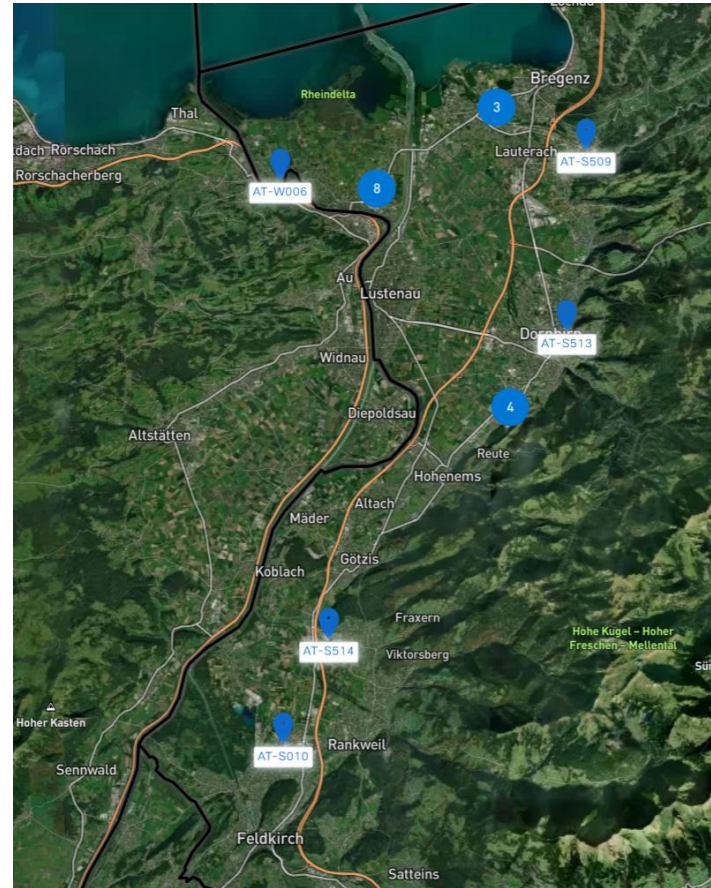 Bregenz
Rheindelta
3
Thal
Lauterach
AT-S509
Rorschach
Rorschacherberg
AT-W006
8
Au
Lustenau
AT-S513
Widnau
Diepoldsau
4
Altstätten
Reute
Hohenems
Altach
Mäder
Götzis
Koblach
Fraxern
AT-S514
Viktorsberg
Hohe Kugel – Hoher
Freschen – Mellental
Hoher Kasten
AT-S010
Rankweil
Sennwald
Feldkirch
Satteins